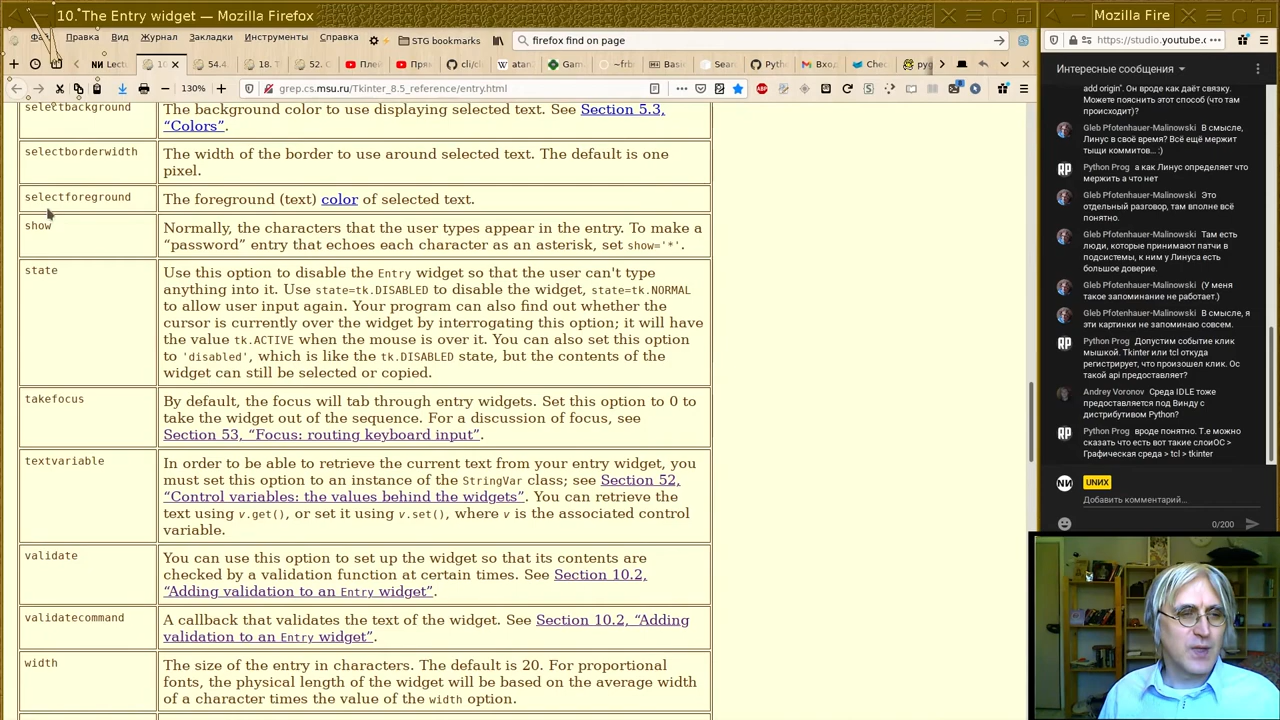 10. The Entry widget — Mozilla Firefox
Mozilla Fire
Правка Вид Журнал Закладки Инструменты Справка
STG bookmarks
firefox find on page
https://studio.youtube.c
54.4
18. T
52. C
Пле
Пря
cli/cl
atan
Gam
~frb
Basic
Sear
Вход
My
Chec
pyg
130%
grep.cs.msu.ru/Tkinter_8.5_reference/entry.html
selectbackground
The background color to use displaying selected text. See Section 5.3,
“Colors”.
selectborderwidth
The width of the border to use around selected text. The default is one
pixel.
selectforeground
The foreground (text) color of selected text.
show
Normally, the characters that the user types appear in the entry. To make a
“password” entry that echoes each character as an asterisk, set show='*'.
state
Use this option to disable the Entry widget so that the user can't type
anything into it. Use state=tk.DISABLED to disable the widget, state=tk.NORMAL
to allow user input again. Your program can also find out whether the
cursor is currently over the widget by interrogating this option; it will have
the value tk.ACTIVE when the mouse is over it. You can also set this option
to 'disabled', which is like the tk.DISABLED state, but the contents of the
widget can still be selected or copied.
takefocus
By default, the focus will tab through entry widgets. Set this option to 0 to
take the widget out of the sequence. For a discussion of focus, see
Section 53, “Focus: routing keyboard input”.
textvariable
In order to be able to retrieve the current text from your entry widget, you
must set this option to an instance of the StringVar class; see Section 52,
“Control variables: the values behind the widgets”. You can retrieve the
text using v.get(), or set it using v.set(), where v is the associated control
variable.
validate
You can use this option to set up the widget so that its contents are
checked by a validation function at certain times. See Section 10.2,
“Adding validation to an Entry widget”.
validatecommand
A callback that validates the text of the widget. See Section 10.2, “Adding
validation to an Entry widget”.
width
The size of the entry in characters. The default is 20. For proportional
fonts, the physical length of the widget will be based on the average width
of a character times the value of the width option.
Интересные сообщения
add origin'. Он вроде как даёт связку.
Можете пояснить этот способ (что там
происходит)?
Gleb Pfotenhauer-Malinowski В смысле,
Линус в своё время? Всё ещё мержит
тыщи коммитов... :)
RP Python Prog а как Линус определяет что
мержить а что нет
Gleb Pfotenhauer-Malinowski Это
отдельный разговор, там вполне всё
понятно.
Gleb Pfotenhauer-Malinowski Там есть
люди, которые принимают патчи в
подсистемы, к ним у Линуса есть
большое доверие.
Gleb Pfotenhauer-Malinowski (У меня
такое запоминание не работает.)
Gleb Pfotenhauer-Malinowski В смысле, я
эти картинки не запоминаю совсем.
RP Python Prog Допустим событие клик
мышкой. Tkinter или tcl откуда
регистрирует, что произошел клик. Ос
такой api предоставляет?
Andrey Voronov Среда IDLE тоже
предоставляется под Винду с
дистрибутивом Python?
RP Python Prog вроде понятно. Т.е можно
сказать что есть вот такие слоиОС >
Графическая среда > tcl > tkinter
UNИX
Добавить комментарий...
0/200